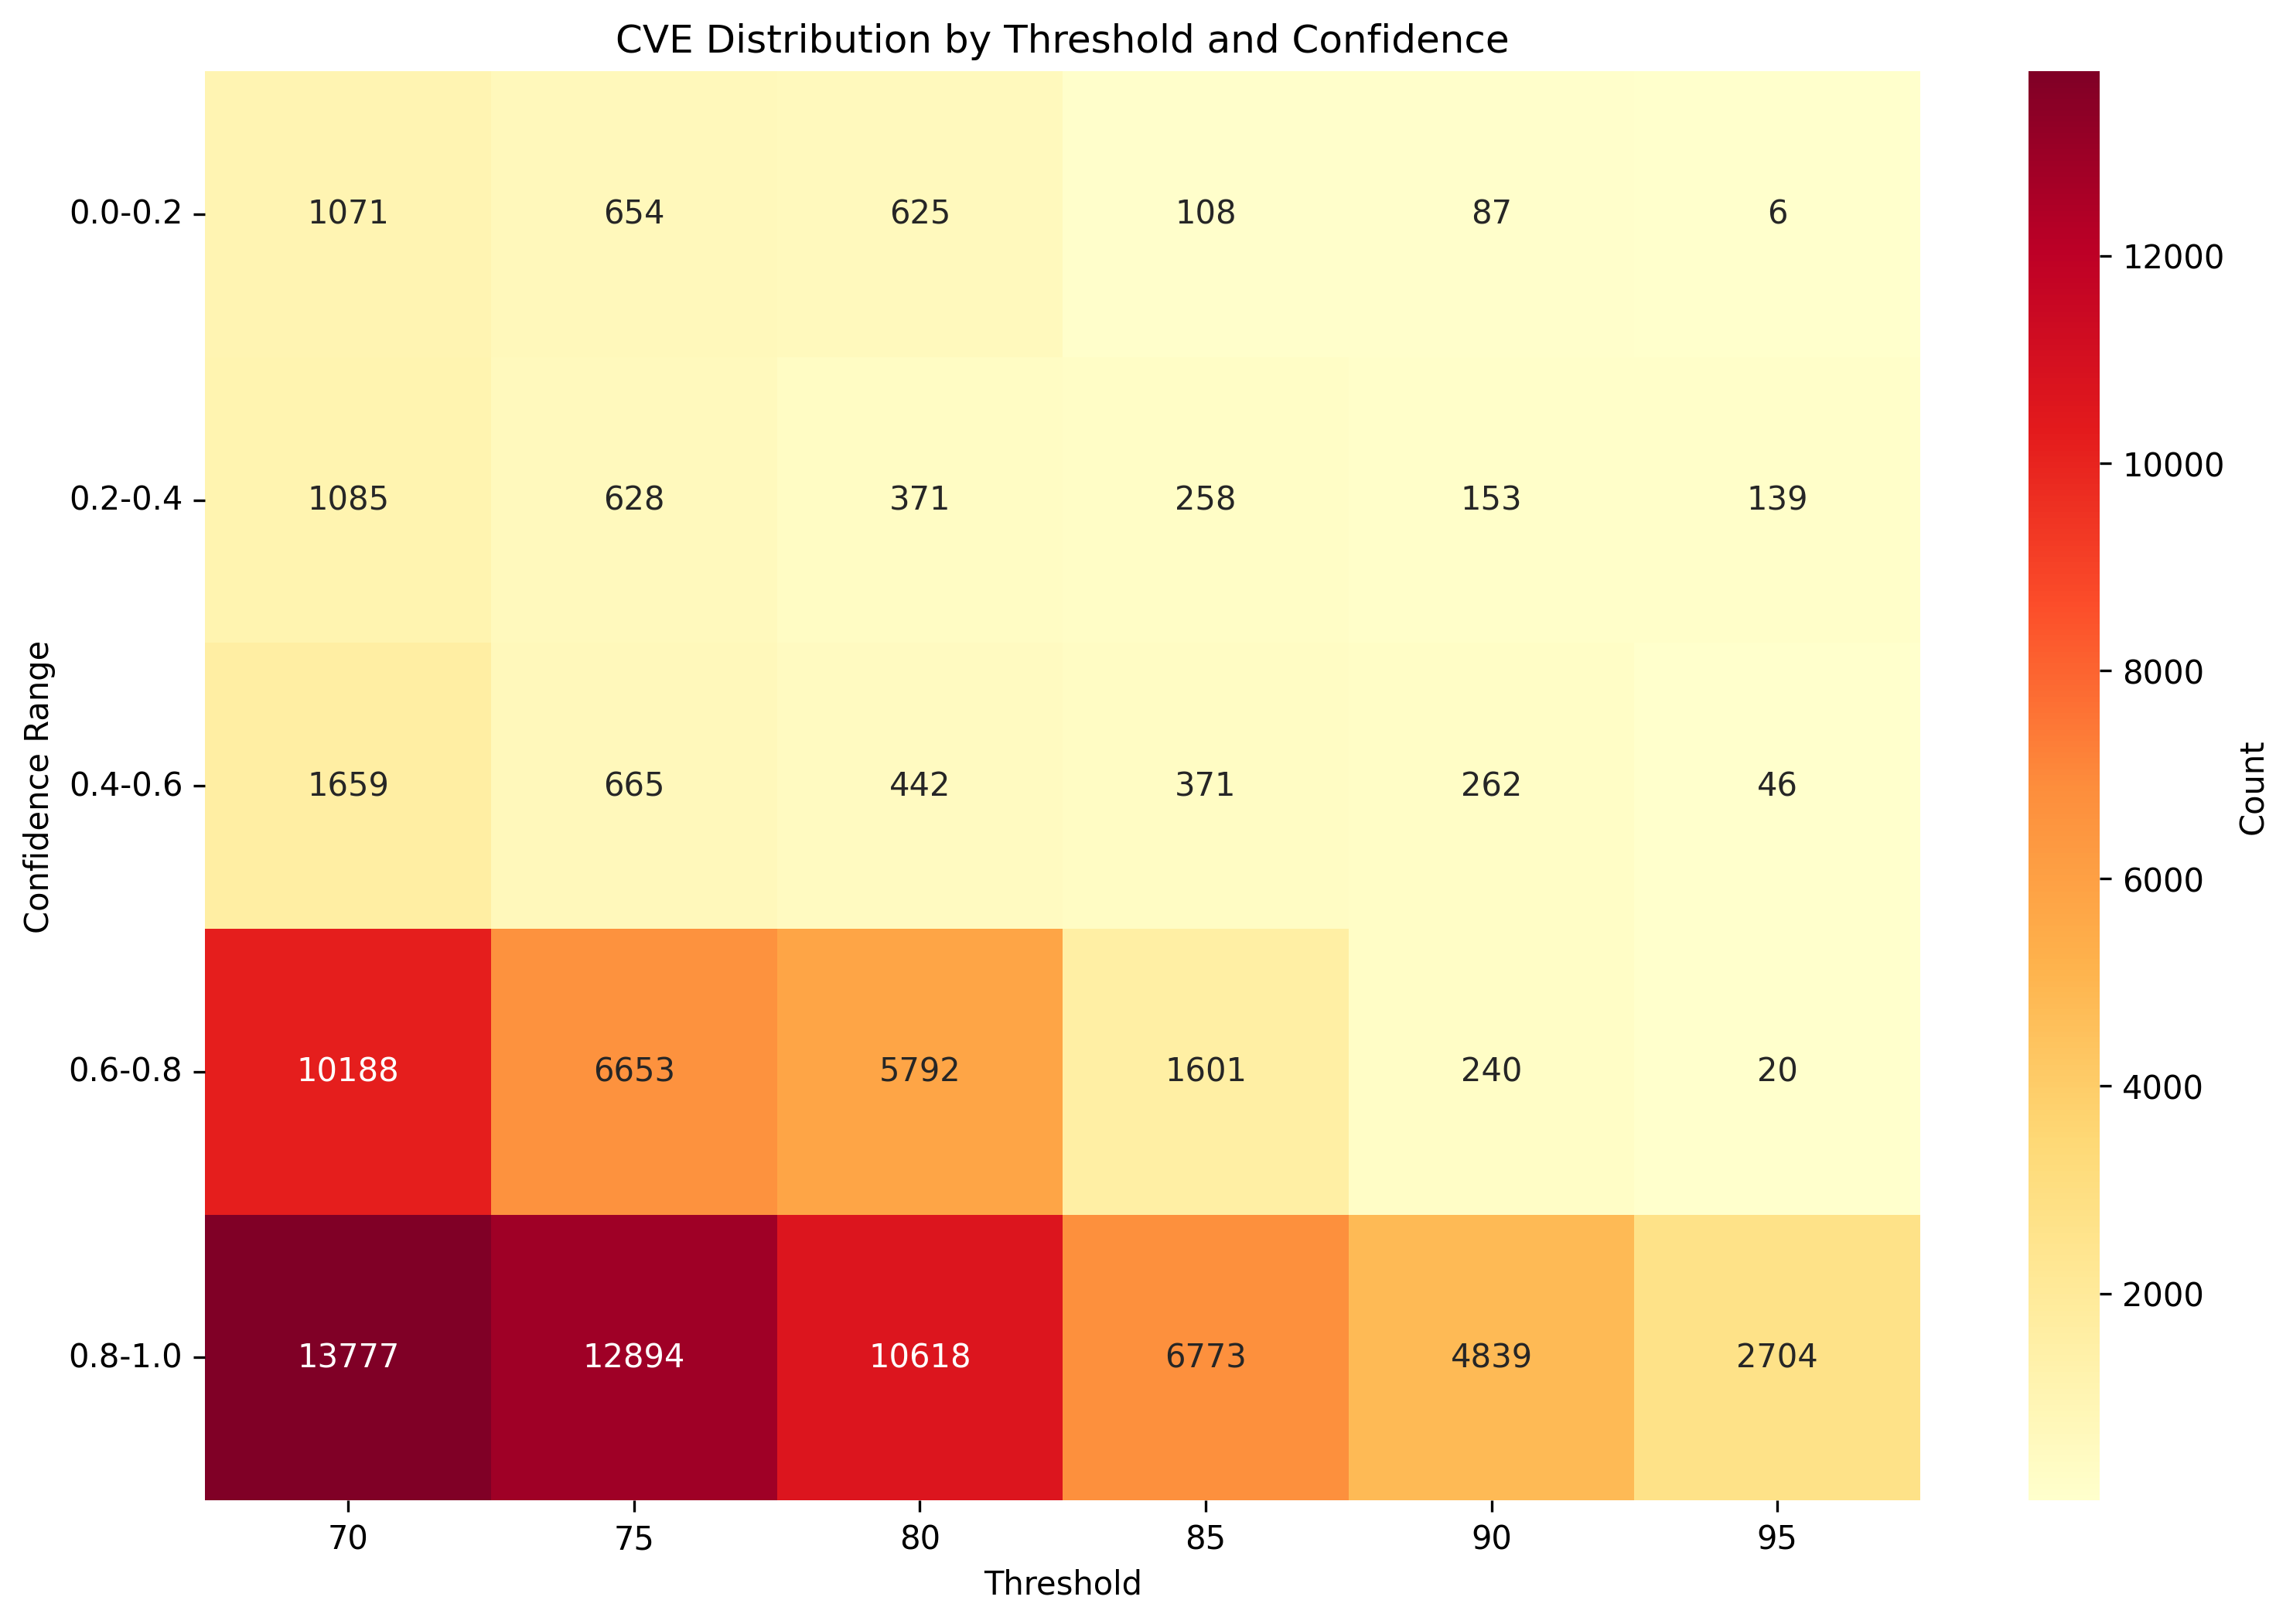 CVE Distribution by Threshold and Confidence
Confidence Range
0.0-0.2 1071 654 625 108 87 6
0.2-0.4 1085 628 371 258 153 139
0.4-0.6 1659 665 442 371 262 46
0.6-0.8 10188 6653 5792 1601 240 20
0.8-1.0 13777 12894 10618 6773 4839 2704
70 75 80 85 90 95
Threshold
12000
10000
8000
6000
4000
2000
Count